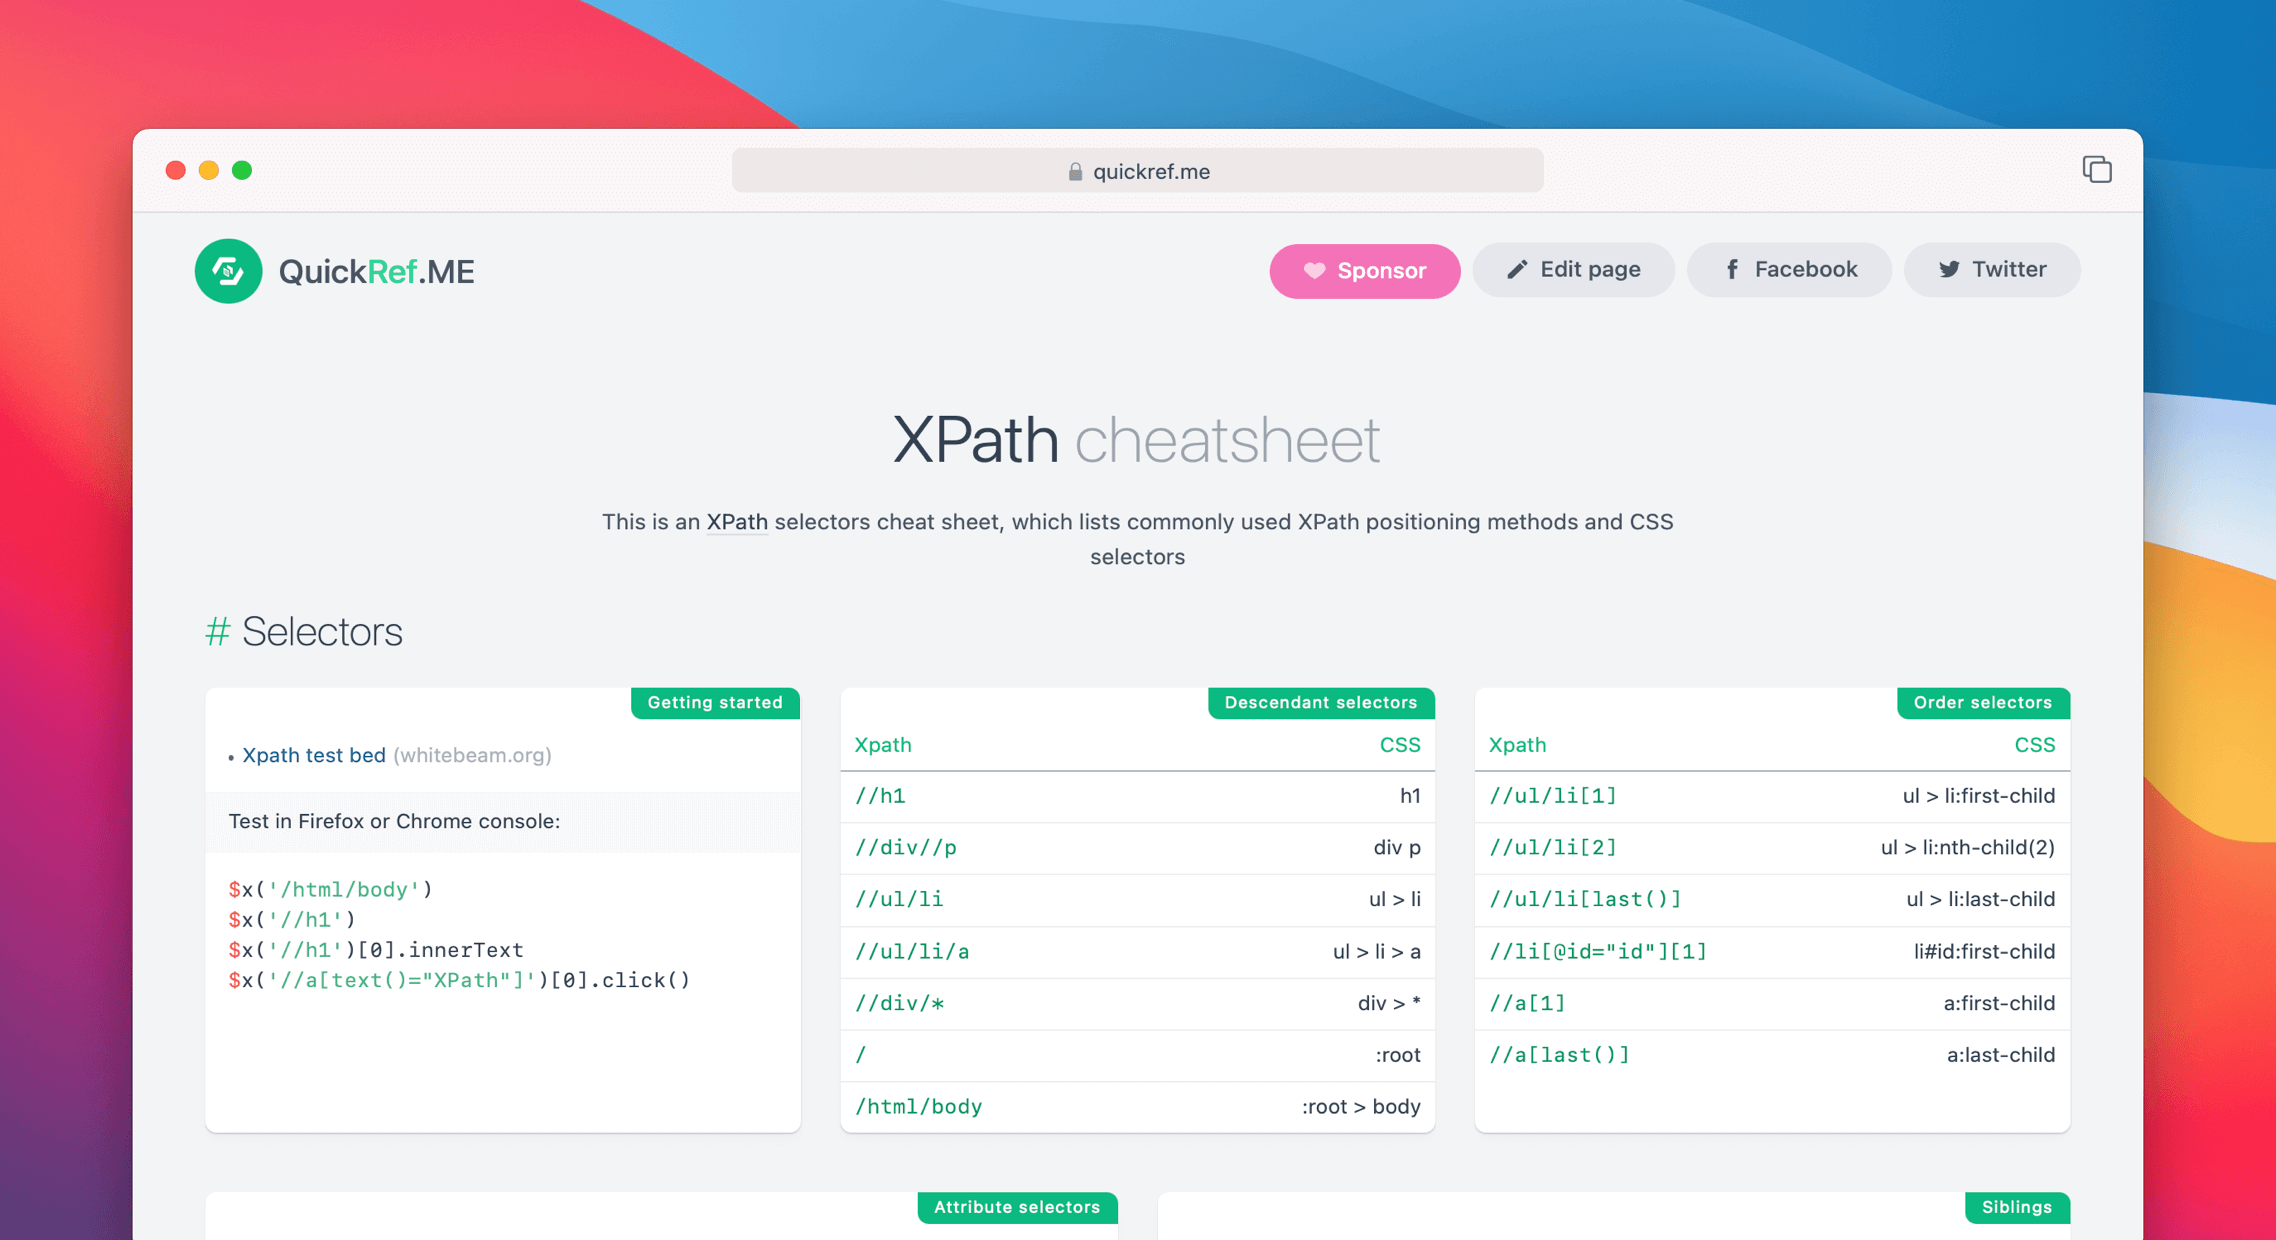 quickref.me
QuickRef.ME
Sponsor
Edit page
Facebook
Twitter
XPath cheatsheet
This is an XPath selectors cheat sheet, which lists commonly used XPath positioning methods and CSS
selectors
# Selectors
Getting started
• Xpath test bed (whitebeam.org)
Test in Firefox or Chrome console:
$x('/html/body')
$x('//h1')
$x('//h1')[0].innerText
$x('//a[text()="XPath"]')[0].click()
Descendant selectors
Xpath CSS
//h1 h1
//div//p div p
//ul/li ul > li
//ul/li/a ul > li > a
//div/* div > *
/ :root
/html/body :root > body
Order selectors
Xpath CSS
//ul/li[1] ul > li:first-child
//ul/li[2] ul > li:nth-child(2)
//ul/li[last()] ul > li:last-child
//li[@id="id"][1] li#id:first-child
//a[1] a:first-child
//a[last()] a:last-child
Attribute selectors
Siblings